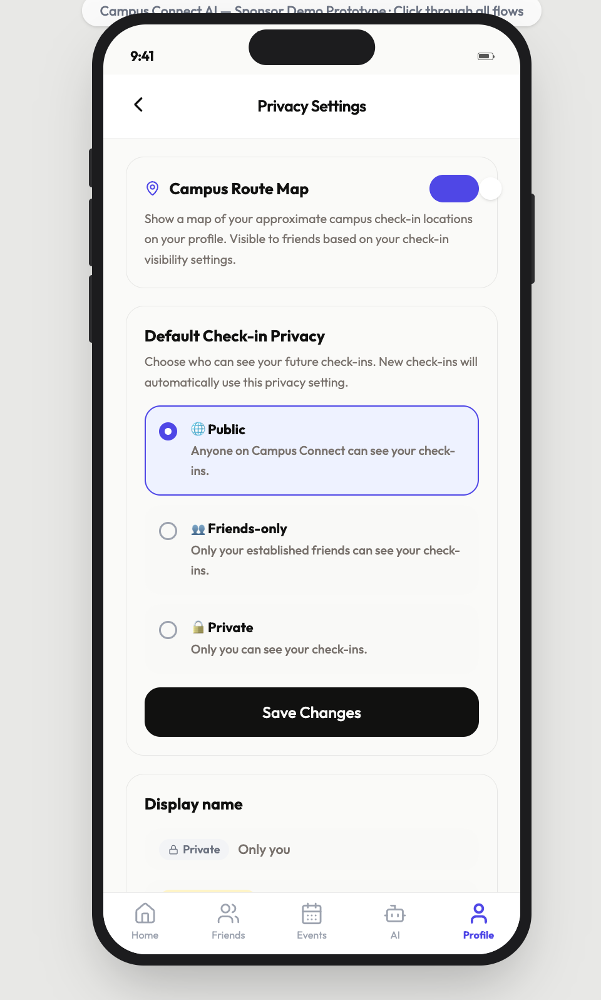 Campus Connect AI — Sponsor Demo Prototype · Click through all flows
9:41
Privacy Settings
Campus Route Map
Show a map of your approximate campus check-in locations
on your profile. Visible to friends based on your check-in
visibility settings.
Default Check-in Privacy
Choose who can see your future check-ins. New check-ins will
automatically use this privacy setting.
🌐 Public
Anyone on Campus Connect can see your check-
ins.
👥 Friends-only
Only your established friends can see your check-
ins.
🔒 Private
Only you can see your check-ins.
Save Changes
Display name
Private Only you
Home Friends Events AI Profile